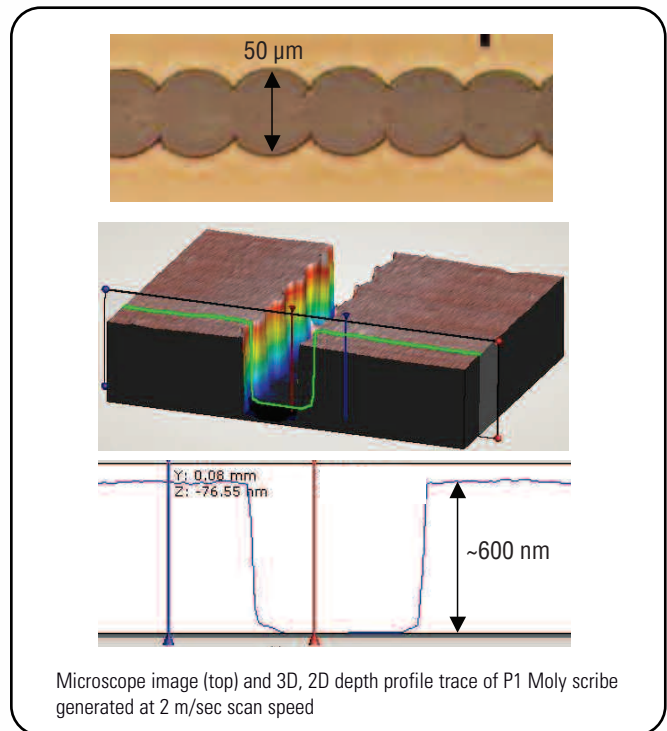 50 µm
Y: 0.08 mm
Z: -76.55 nm
~600 nm
Microscope image (top) and 3D, 2D depth profile trace of P1 Moly scribe
generated at 2 m/sec scan speed